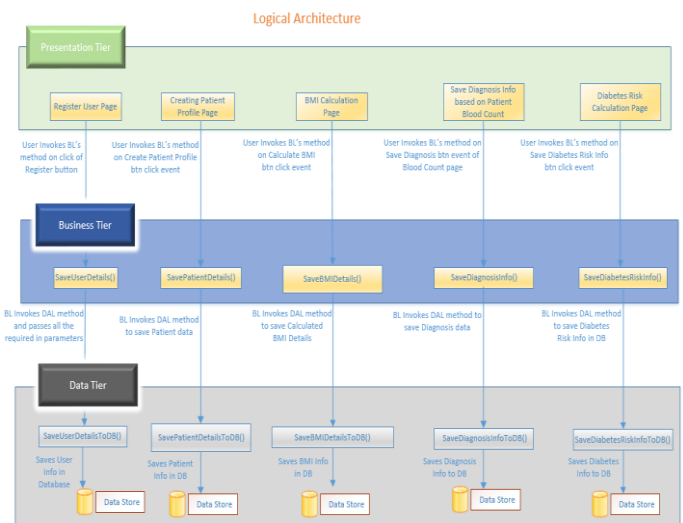 Logical Architecture
Presentation Tier
Register User Page
Creating Patient
Profile Page
BMI Calculation
Page
Save Diagnosis Info
based on Patient
Blood Count
Diabetes Risk
Calculation Page
User Invokes BL's
method on click of
Register button
User Invokes BL's method
on Create Patient Profile
btn click event
User Invokes BL's method
on Calculate BMI
btn click event
User Invokes BL's method on
Save Diagnosis btn event of
Blood Count page
User Invokes BL's method on
Save Diabetes Risk Info
btn click event
Business Tier
SaveUserDetails()
SavePatientDetails()
SaveBMIDetails()
SaveDiagnosisInfo()
SaveDiabetesRiskInfo()
BL Invokes DAL method
and passes all the
required in parameters
BL Invokes DAL method
to save Patient data
BL Invokes DAL method
to save Calculated
BMI Details
BL Invokes DAL method to
save Diagnosis data
BL Invokes DAL method
to save Diabetes
Risk Info in DB
Data Tier
SaveUserDetailsToDB()
SavePatientDetailsToDB()
SaveBMIDetailsToDB()
SaveDiagnosisInfoToDB()
SaveDiabetesRiskInfoToDB()
Saves User
Info in
Database
Saves Patient
Info in DB
Saves BMI Info
in DB
Saves Diagnosis
Info to DB
Saves Diabetes
Info to DB
Data Store
Data Store
Data Store
Data Store
Data Store